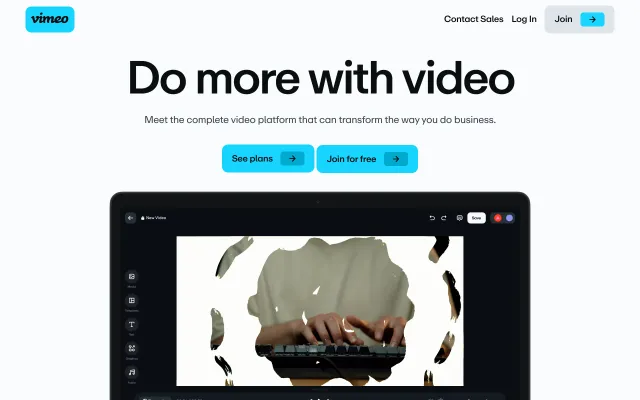 vimeo
Contact Sales
Log In
Join
Do more with video
Meet the complete video platform that can transform the way you do business.
See plans
Join for free
New Video
Save